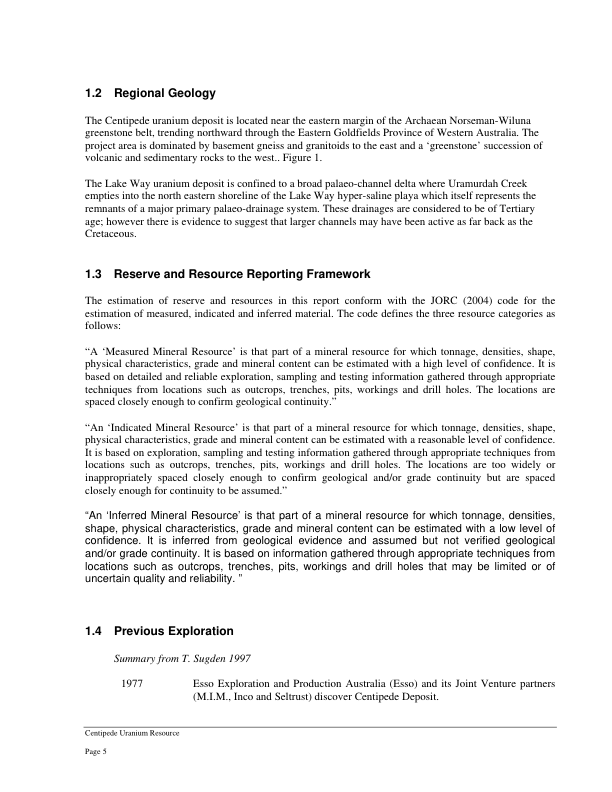 1.2 Regional Geology
The Centipede uranium deposit is located near the eastern margin of the Archaean Norseman-Wiluna
greenstone belt, trending northward through the Eastern Goldfields Province of Western Australia. The
project area is dominated by basement gneiss and granitoids to the east and a ‘greenstone’ succession of
volcanic and sedimentary rocks to the west.. Figure 1.
The Lake Way uranium deposit is confined to a broad palaeo-channel delta where Uramurdah Creek
empties into the north eastern shoreline of the Lake Way hyper-saline playa which itself represents the
remnants of a major primary palaeo-drainage system. These drainages are considered to be of Tertiary
age; however there is evidence to suggest that larger channels may have been active as far back as the
Cretaceous.
1.3 Reserve and Resource Reporting Framework
The estimation of reserve and resources in this report conform with the JORC (2004) code for the
estimation of measured, indicated and inferred material. The code defines the three resource categories as
follows:
“A ‘Measured Mineral Resource’ is that part of a mineral resource for which tonnage, densities, shape,
physical characteristics, grade and mineral content can be estimated with a high level of confidence. It is
based on detailed and reliable exploration, sampling and testing information gathered through appropriate
techniques from locations such as outcrops, trenches, pits, workings and drill holes. The locations are
spaced closely enough to confirm geological continuity.”
“An ‘Indicated Mineral Resource’ is that part of a mineral resource for which tonnage, densities, shape,
physical characteristics, grade and mineral content can be estimated with a reasonable level of confidence.
It is based on exploration, sampling and testing information gathered through appropriate techniques from
locations such as outcrops, trenches, pits, workings and drill holes. The locations are too widely or
inappropriately spaced closely enough to confirm geological and/or grade continuity but are spaced
closely enough for continuity to be assumed.”
“An ‘Inferred Mineral Resource’ is that part of a mineral resource for which tonnage, densities,
shape, physical characteristics, grade and mineral content can be estimated with a low level of
confidence. It is inferred from geological evidence and assumed but not verified geological
and/or grade continuity. It is based on information gathered through appropriate techniques from
locations such as outcrops, trenches, pits, workings and drill holes that may be limited or of
uncertain quality and reliability. ”
1.4 Previous Exploration
Summary from T. Sugden 1997
1977 Esso Exploration and Production Australia (Esso) and its Joint Venture partners
(M.I.M., Inco and Seltrust) discover Centipede Deposit.
Centipede Uranium Resource
Page 5